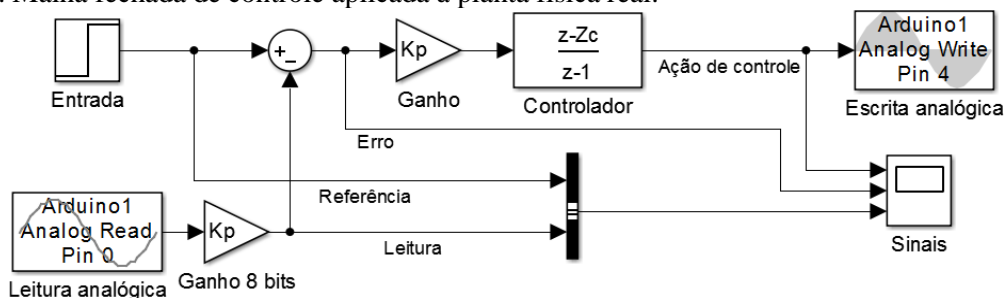 . Malha fechada de controle aplicada à planta física real.
Entrada
Kp
Ganho
z-Zc
z-1
Controlador
Ação de controle
Arduino1
Analog Write
Pin 4
Escrita analógica
Erro
Referência
Leitura
Arduino1
Analog Read
Pin 0
Leitura analógica
Kp
Ganho 8 bits
Sinais